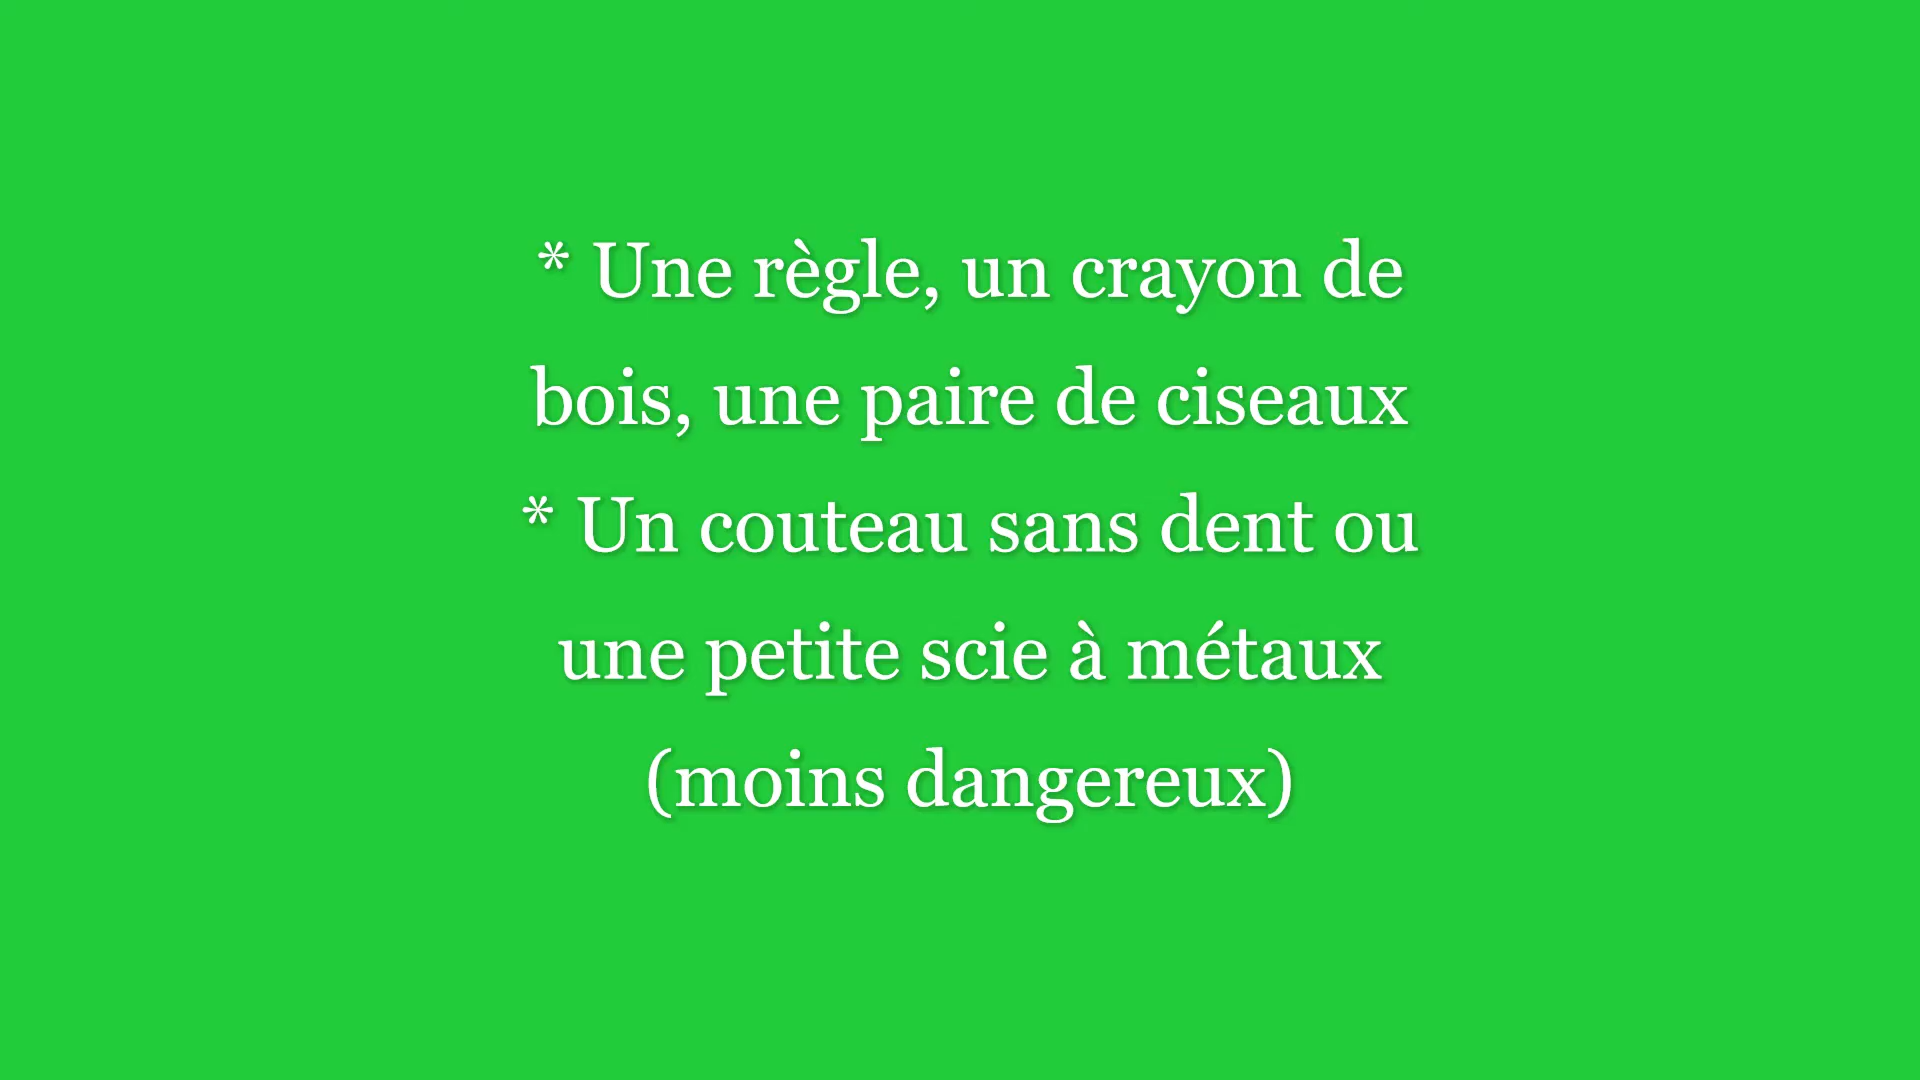 * Une règle, un crayon de
bois, une paire de ciseaux
* Un couteau sans dent ou
une petite scie à métaux
(moins dangereux)